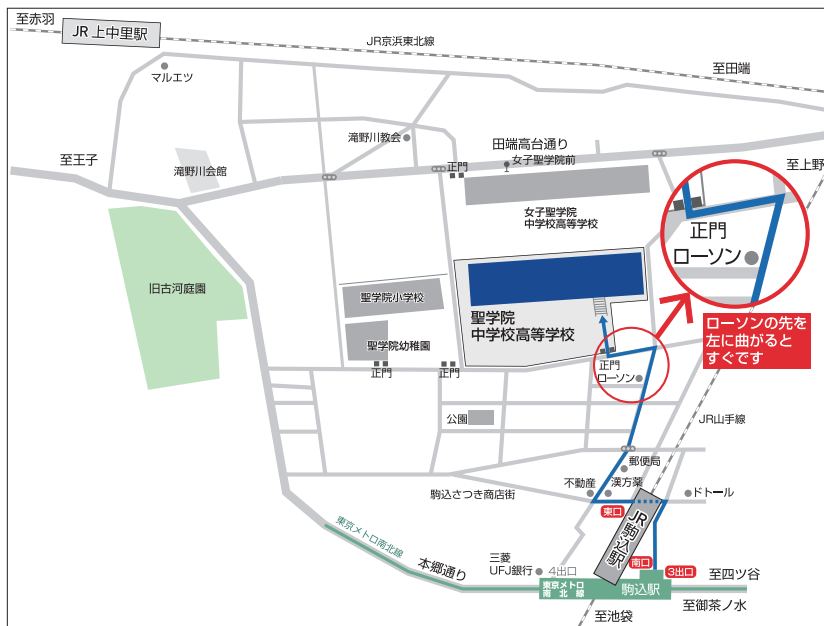 至赤羽
JR 上中里駅
JR京浜東北線
至田端
マルエツ
滝野川教会
田端高台通り
女子聖学院前
至王子
滝野川会館
正門
至上野
女子聖学院
中学校高等学校
正門
ローソン
旧古河庭園
聖学院小学校
聖学院
中学校高等学校
ローソンの先を
左に曲がると
すぐです
聖学院幼稚園
正門
正門
正門
ローソン
公園
JR山手線
郵便局
不動産
漢方薬
駒込さつき商店街
ドトール
東口
JR駒込駅
東京メトロ南北線
本郷通り
三菱
UFJ銀行
4出口
南口
3出口
至四ツ谷
東京メトロ
南北線
駒込駅
至御茶ノ水
至池袋